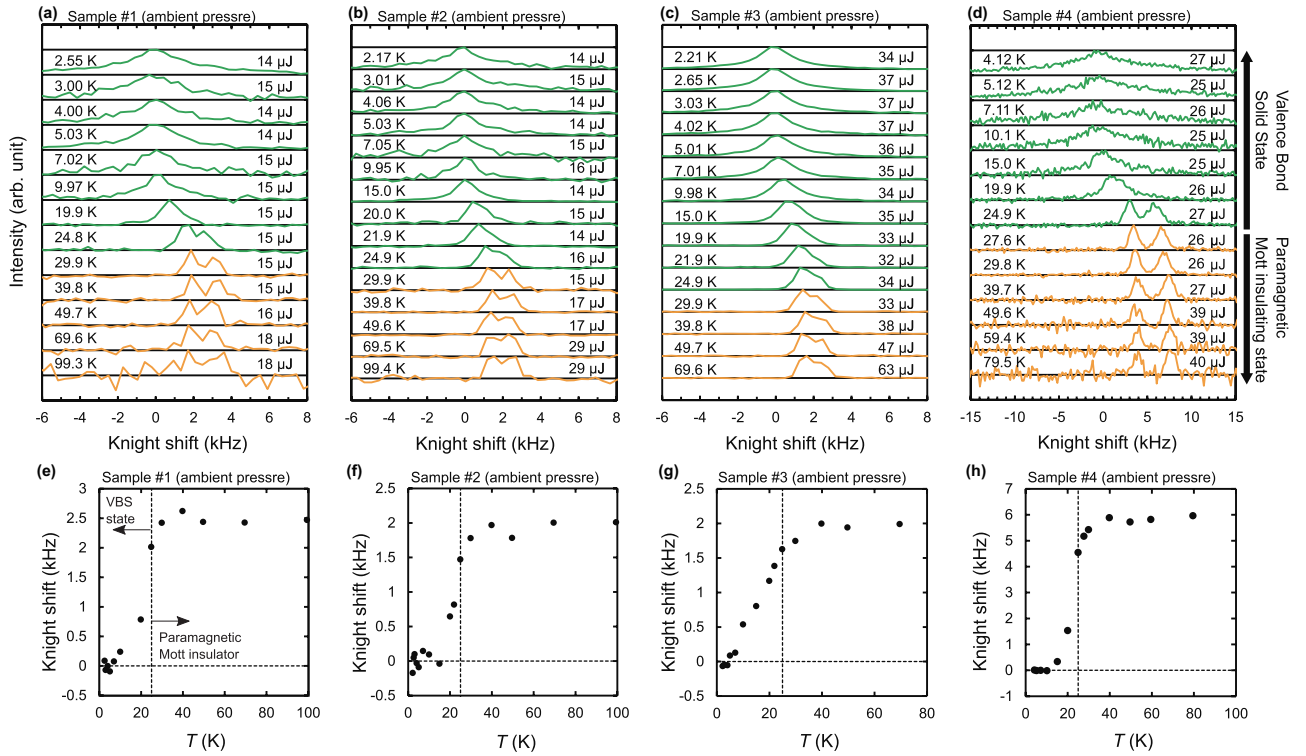 (a) Sample #1 (ambient pressre)
2.55 K 14 µJ
3.00 K 15 µJ
4.00 K 14 µJ
5.03 K 14 µJ
7.02 K 15 µJ
9.97 K 15 µJ
19.9 K 15 µJ
24.8 K 15 µJ
29.9 K 15 µJ
39.8 K 15 µJ
49.7 K 16 µJ
69.6 K 18 µJ
99.3 K 18 µJ
Intensity (arb. unit)
-6 -4 -2 0 2 4 6 8
Knight shift (kHz)
(b) Sample #2 (ambient pressre)
2.17 K 14 µJ
3.01 K 15 µJ
4.06 K 14 µJ
5.03 K 14 µJ
7.05 K 15 µJ
9.95 K 16 µJ
15.0 K 14 µJ
20.0 K 15 µJ
21.9 K 14 µJ
24.9 K 16 µJ
29.9 K 15 µJ
39.8 K 17 µJ
49.6 K 17 µJ
69.5 K 29 µJ
99.4 K 29 µJ
-6 -4 -2 0 2 4 6 8
Knight shift (kHz)
(c) Sample #3 (ambient pressre)
2.21 K 34 µJ
2.65 K 37 µJ
3.03 K 37 µJ
4.02 K 37 µJ
5.01 K 36 µJ
7.01 K 35 µJ
9.98 K 34 µJ
15.0 K 35 µJ
19.9 K 33 µJ
21.9 K 32 µJ
24.9 K 34 µJ
29.9 K 33 µJ
39.8 K 38 µJ
49.7 K 47 µJ
69.6 K 63 µJ
-6 -4 -2 0 2 4 6 8
Knight shift (kHz)
(d) Sample #4 (ambient pressre)
4.12 K 27 µJ
5.12 K 25 µJ
7.11 K 26 µJ
10.1 K 25 µJ
15.0 K 25 µJ
19.9 K 26 µJ
24.9 K 27 µJ
27.6 K 26 µJ
29.8 K 26 µJ
39.7 K 27 µJ
49.6 K 39 µJ
59.4 K 39 µJ
79.5 K 40 µJ
-15 -10 -5 0 5 10 15
Knight shift (kHz)
Valence Bond
Solid State
Paramagnetic
Mott insulating state
(e) Sample #1 (ambient pressre)
3
2.5
2
1.5
1
0.5
0
-0.5
Knight shift (kHz)
VBS
state
Paramagnetic
Mott insulator
0 20 40 60 80 100
T (K)
(f) Sample #2 (ambient pressre)
2.5
2
1.5
1
0.5
0
-0.5
Knight shift (kHz)
0 20 40 60 80 100
T (K)
(g) Sample #3 (ambient pressre)
2.5
2
1.5
1
0.5
0
-0.5
Knight shift (kHz)
0 10 20 30 40 50 60 70 80
T (K)
(h) Sample #4 (ambient pressre)
7
6
5
4
3
2
1
0
-1
Knight shift (kHz)
0 20 40 60 80 100
T (K)